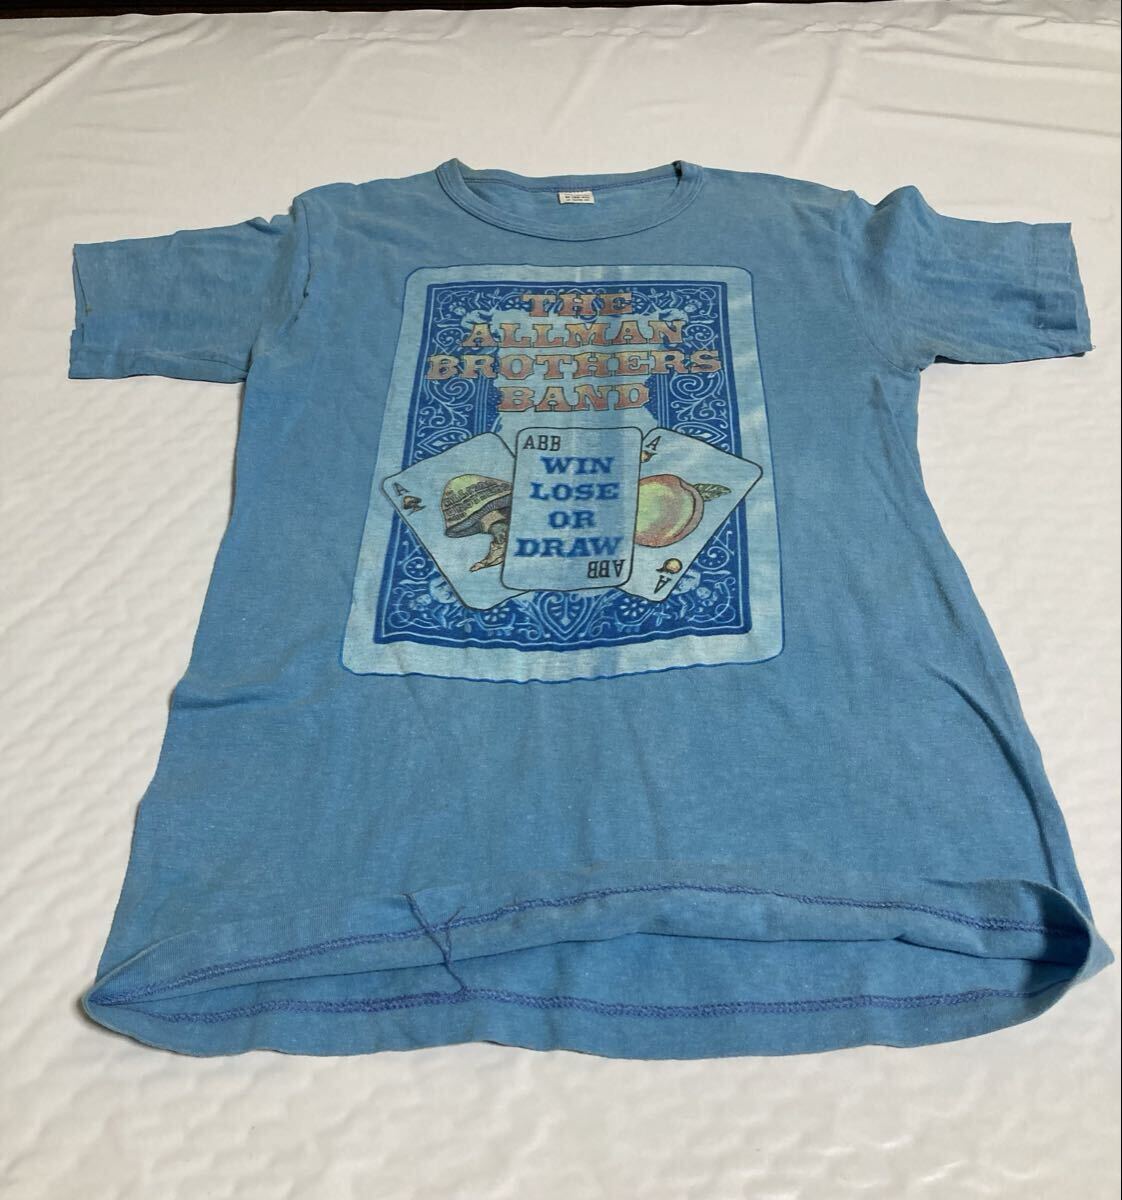 THE
ALLMAN
BROTHERS
BAND
ABB
WIN
LOSE
OR
DRAW
ABB
A
A
A